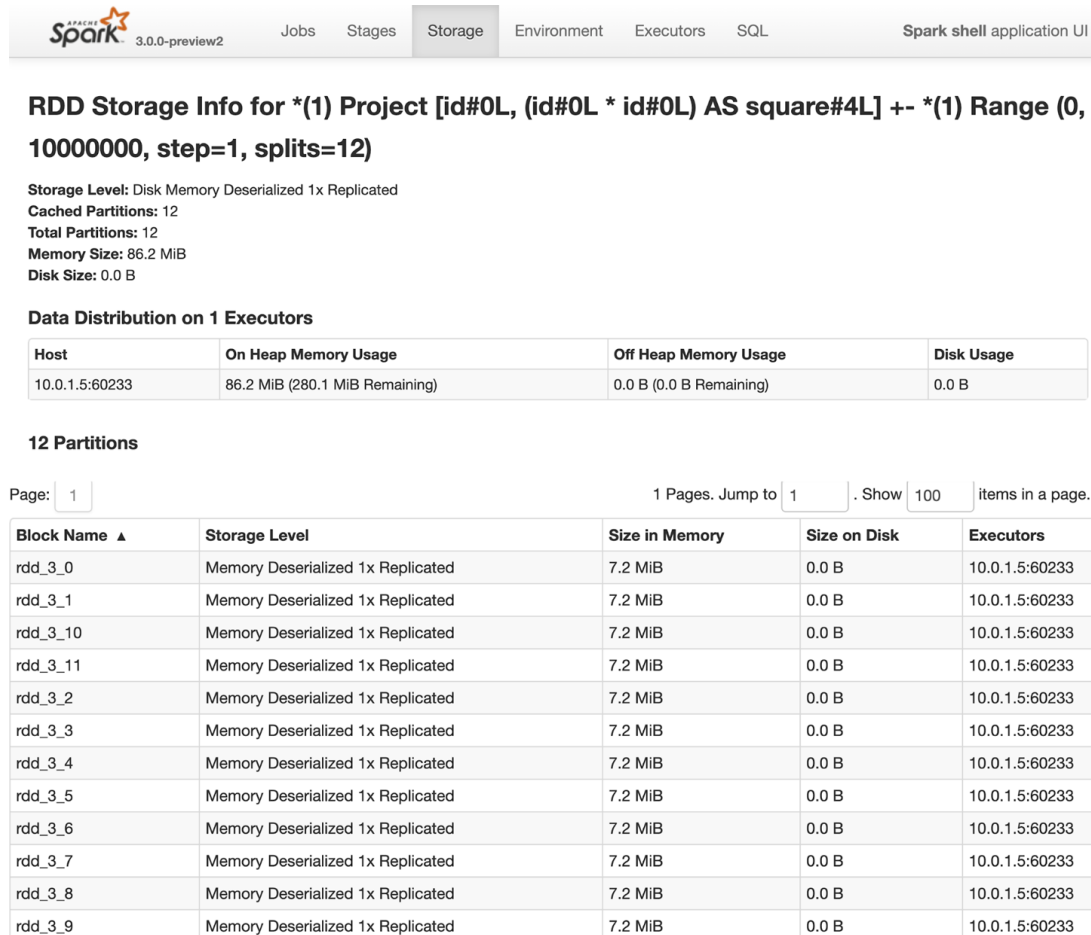 APACHE
Spark™ 3.0.0-preview2 Jobs Stages Storage Environment Executors SQL Spark shell application UI
RDD Storage Info for *(1) Project [id#0L, (id#0L * id#0L) AS square#4L] +- *(1) Range (0,
10000000, step=1, splits=12)
Storage Level: Disk Memory Deserialized 1x Replicated
Cached Partitions: 12
Total Partitions: 12
Memory Size: 86.2 MiB
Disk Size: 0.0 B
Data Distribution on 1 Executors
Host On Heap Memory Usage Off Heap Memory Usage Disk Usage
10.0.1.5:60233 86.2 MiB (280.1 MiB Remaining) 0.0 B (0.0 B Remaining) 0.0 B
12 Partitions
Page: 1 1 Pages. Jump to 1 . Show 100 items in a page.
Block Name ▲ Storage Level Size in Memory Size on Disk Executors
rdd_3_0 Memory Deserialized 1x Replicated 7.2 MiB 0.0 B 10.0.1.5:60233
rdd_3_1 Memory Deserialized 1x Replicated 7.2 MiB 0.0 B 10.0.1.5:60233
rdd_3_10 Memory Deserialized 1x Replicated 7.2 MiB 0.0 B 10.0.1.5:60233
rdd_3_11 Memory Deserialized 1x Replicated 7.2 MiB 0.0 B 10.0.1.5:60233
rdd_3_2 Memory Deserialized 1x Replicated 7.2 MiB 0.0 B 10.0.1.5:60233
rdd_3_3 Memory Deserialized 1x Replicated 7.2 MiB 0.0 B 10.0.1.5:60233
rdd_3_4 Memory Deserialized 1x Replicated 7.2 MiB 0.0 B 10.0.1.5:60233
rdd_3_5 Memory Deserialized 1x Replicated 7.2 MiB 0.0 B 10.0.1.5:60233
rdd_3_6 Memory Deserialized 1x Replicated 7.2 MiB 0.0 B 10.0.1.5:60233
rdd_3_7 Memory Deserialized 1x Replicated 7.2 MiB 0.0 B 10.0.1.5:60233
rdd_3_8 Memory Deserialized 1x Replicated 7.2 MiB 0.0 B 10.0.1.5:60233
rdd_3_9 Memory Deserialized 1x Replicated 7.2 MiB 0.0 B 10.0.1.5:60233